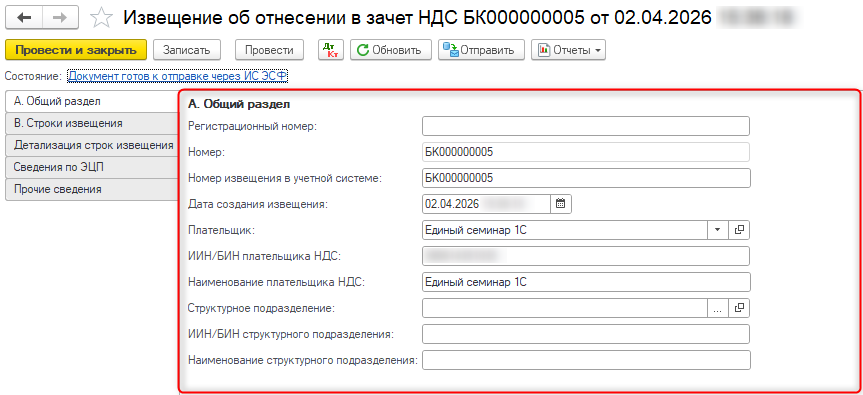 Извещение об отнесении в зачет НДС БК000000005 от 02.04.2026
Провести и закрыть Записать Провести Дт Кт Обновить Отправить Отчеты
Состояние: Документ готов к отправке через ИС ЭСФ
А. Общий раздел
В. Строки извещения
Детализация строк извещения
Сведения по ЭЦП
Прочие сведения
А. Общий раздел
Регистрационный номер:
Номер: БК000000005
Номер извещения в учетной системе: БК000000005
Дата создания извещения: 02.04.2026
Плательщик: Единый семинар 1С
ИИН/БИН плательщика НДС:
Наименование плательщика НДС: Единый семинар 1С
Структурное подразделение: ...
ИИН/БИН структурного подразделения:
Наименование структурного подразделения: